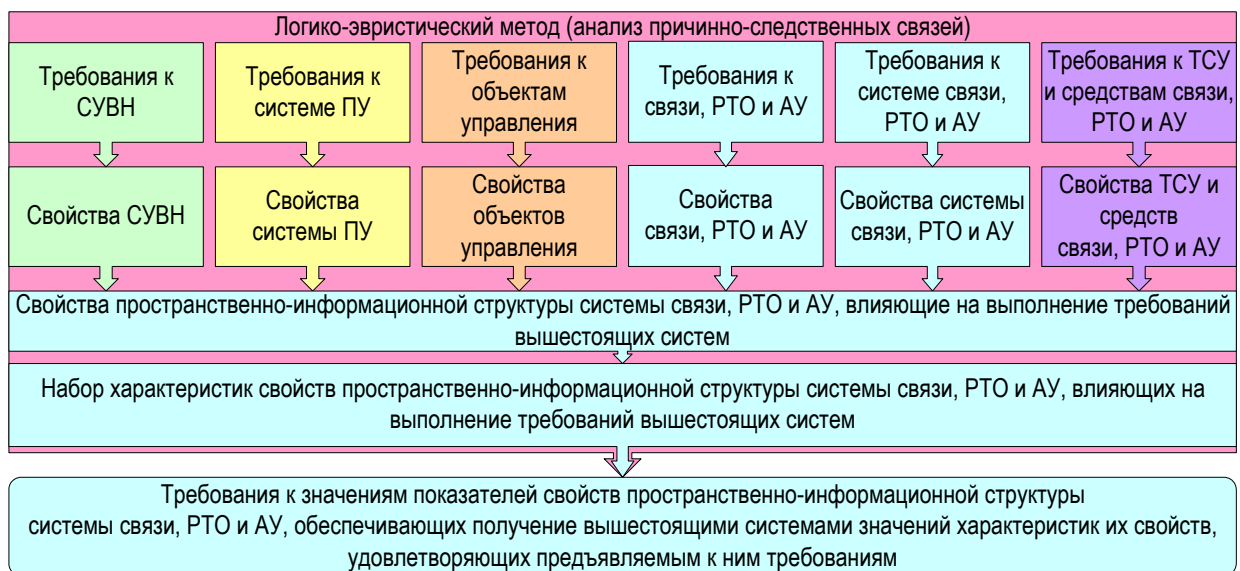 Логико-эвристический метод (анализ причинно-следственных связей)
Требования к
СУВН
Требования к
системе ПУ
Требования к
объектам
управления
Требования к
связи, РТО и АУ
Требования к
системе связи,
РТО и АУ
Требования к ТСУ
и средствам связи,
РТО и АУ
Свойства СУВН
Свойства
системы ПУ
Свойства
объектов
управления
Свойства
связи, РТО и АУ
Свойства системы
связи, РТО и АУ
Свойства ТСУ и
средств
связи, РТО и АУ
Свойства пространственно-информационной структуры системы связи, РТО и АУ, влияющие на выполнение требований
вышестоящих систем
Набор характеристик свойств пространственно-информационной структуры системы связи, РТО и АУ, влияющих на
выполнение требований вышестоящих систем
Требования к значениям показателей свойств пространственно-информационной структуры
системы связи, РТО и АУ, обеспечивающих получение вышестоящими системами значений характеристик их свойств,
удовлетворяющих предъявляемым к ним требованиям